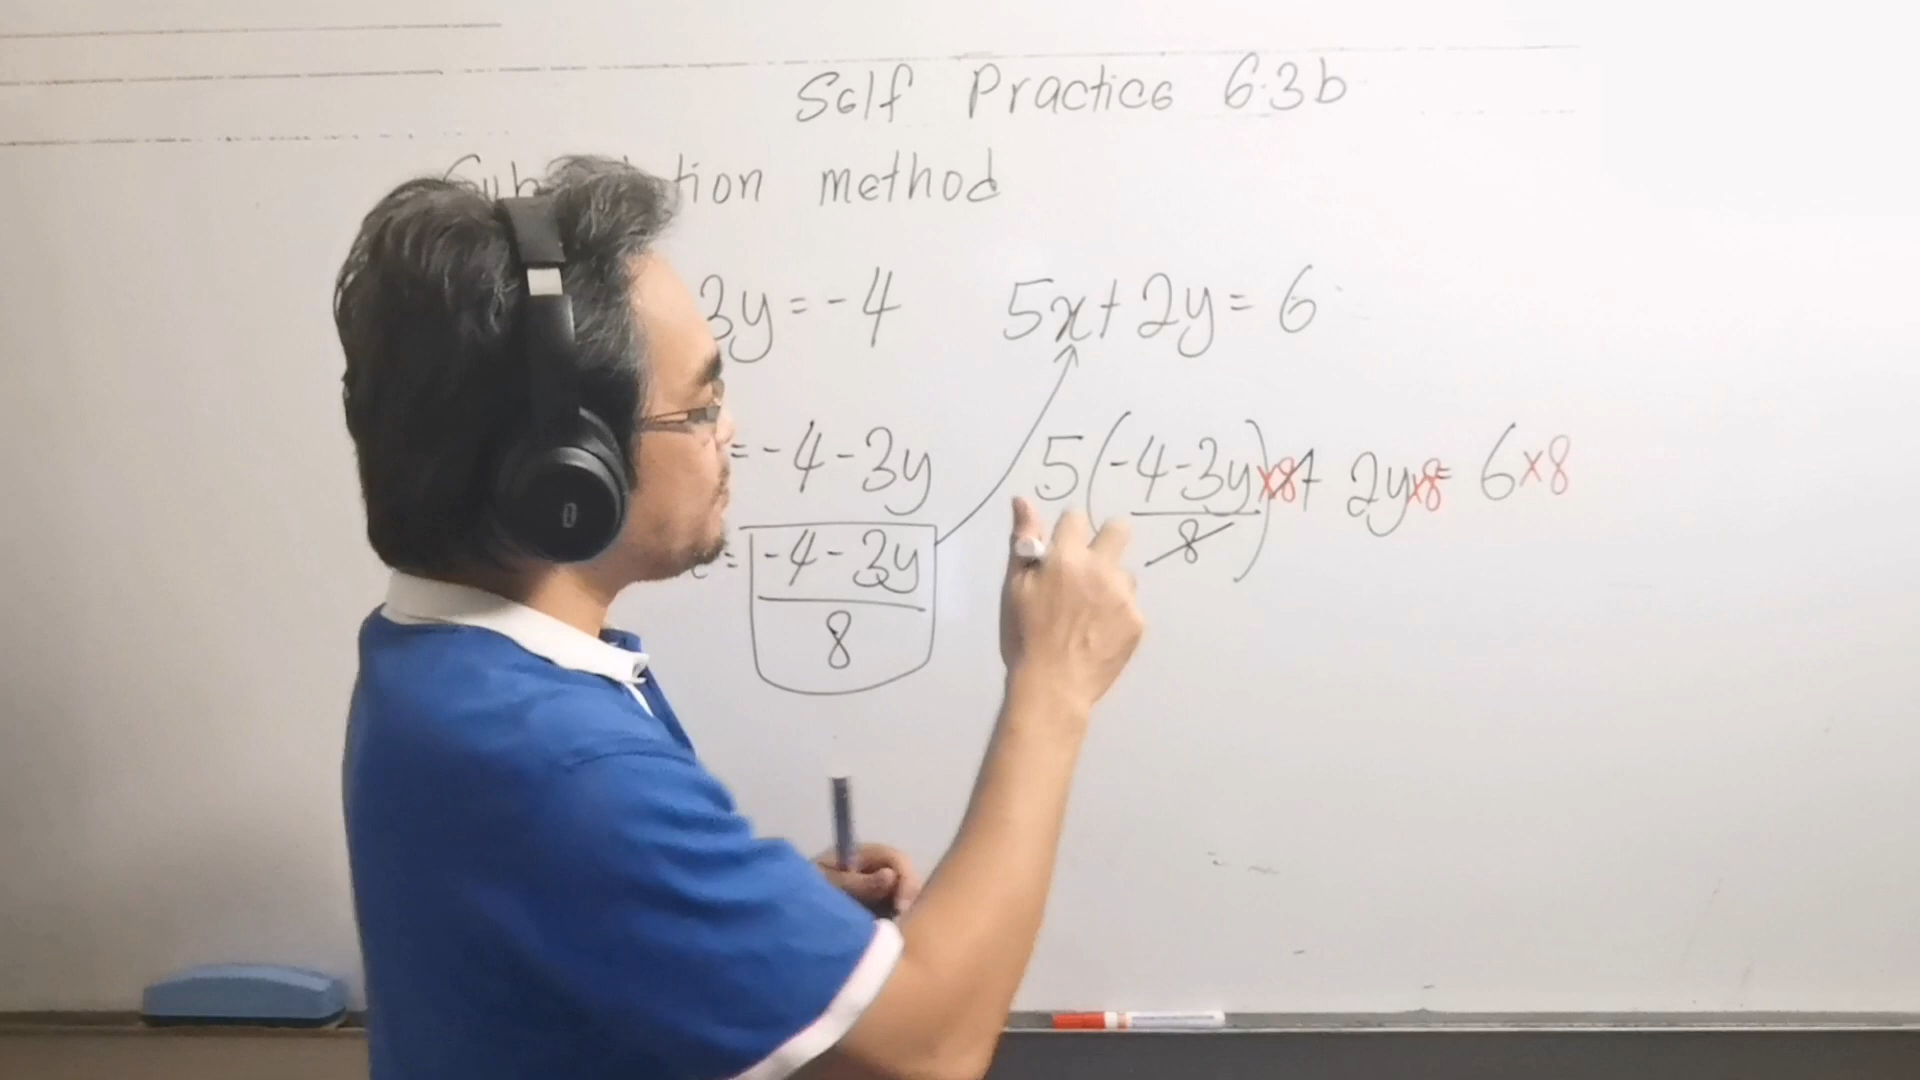 Self Practice 6.3b
method
3y = -4 5x + 2y = 6
= -4 - 3y 5(-4-3y/8)×8 + 2y×8 = 6×8
= -4-3y/8